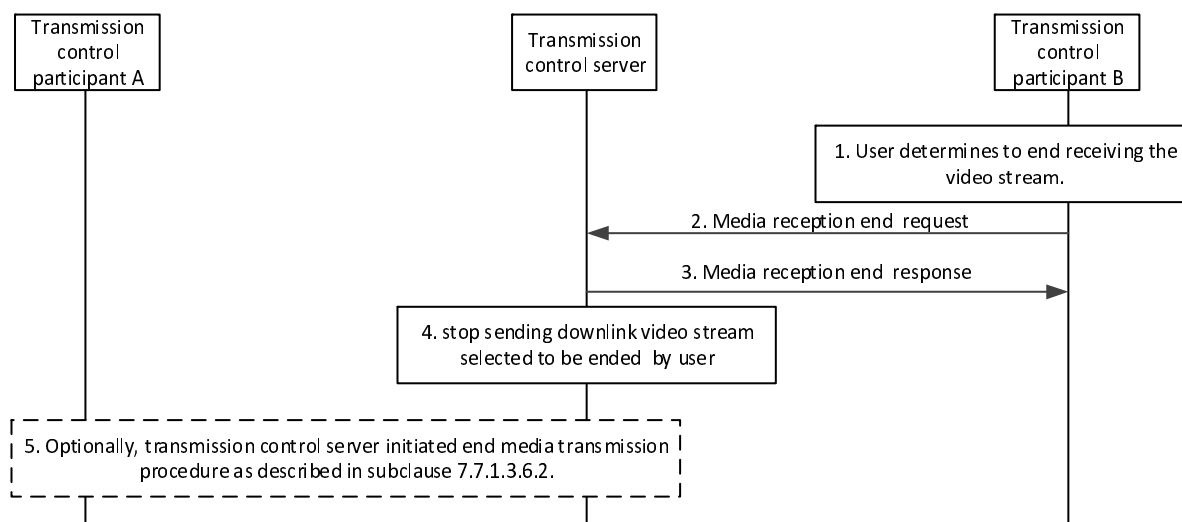 Transmission
control
participant A
Transmission
control server
Transmission
control
participant B
1. User determines to end receiving the
video stream.
2. Media reception end request
3. Media reception end response
4. stop sending downlink video stream
selected to be ended by user
5. Optionally, transmission control server initiated end media transmission
procedure as described in subclause 7.7.1.3.6.2.